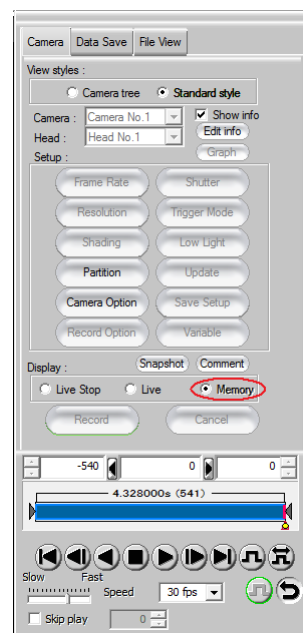 Camera Data Save File View
View styles :
Camera tree Standard style
Camera : Camera No.1 Show info
Head : Head No.1 Edit info
Setup : Graph
Frame Rate Shutter
Resolution Trigger Mode
Shading Low Light
Partition Update
Camera Option Save Setup
Record Option Variable
Display : Snapshot Comment
Live Stop Live Memory
Record Cancel
-540 0 0
4.328000s (541)
Slow Fast
Speed 30 fps
Skip play 0